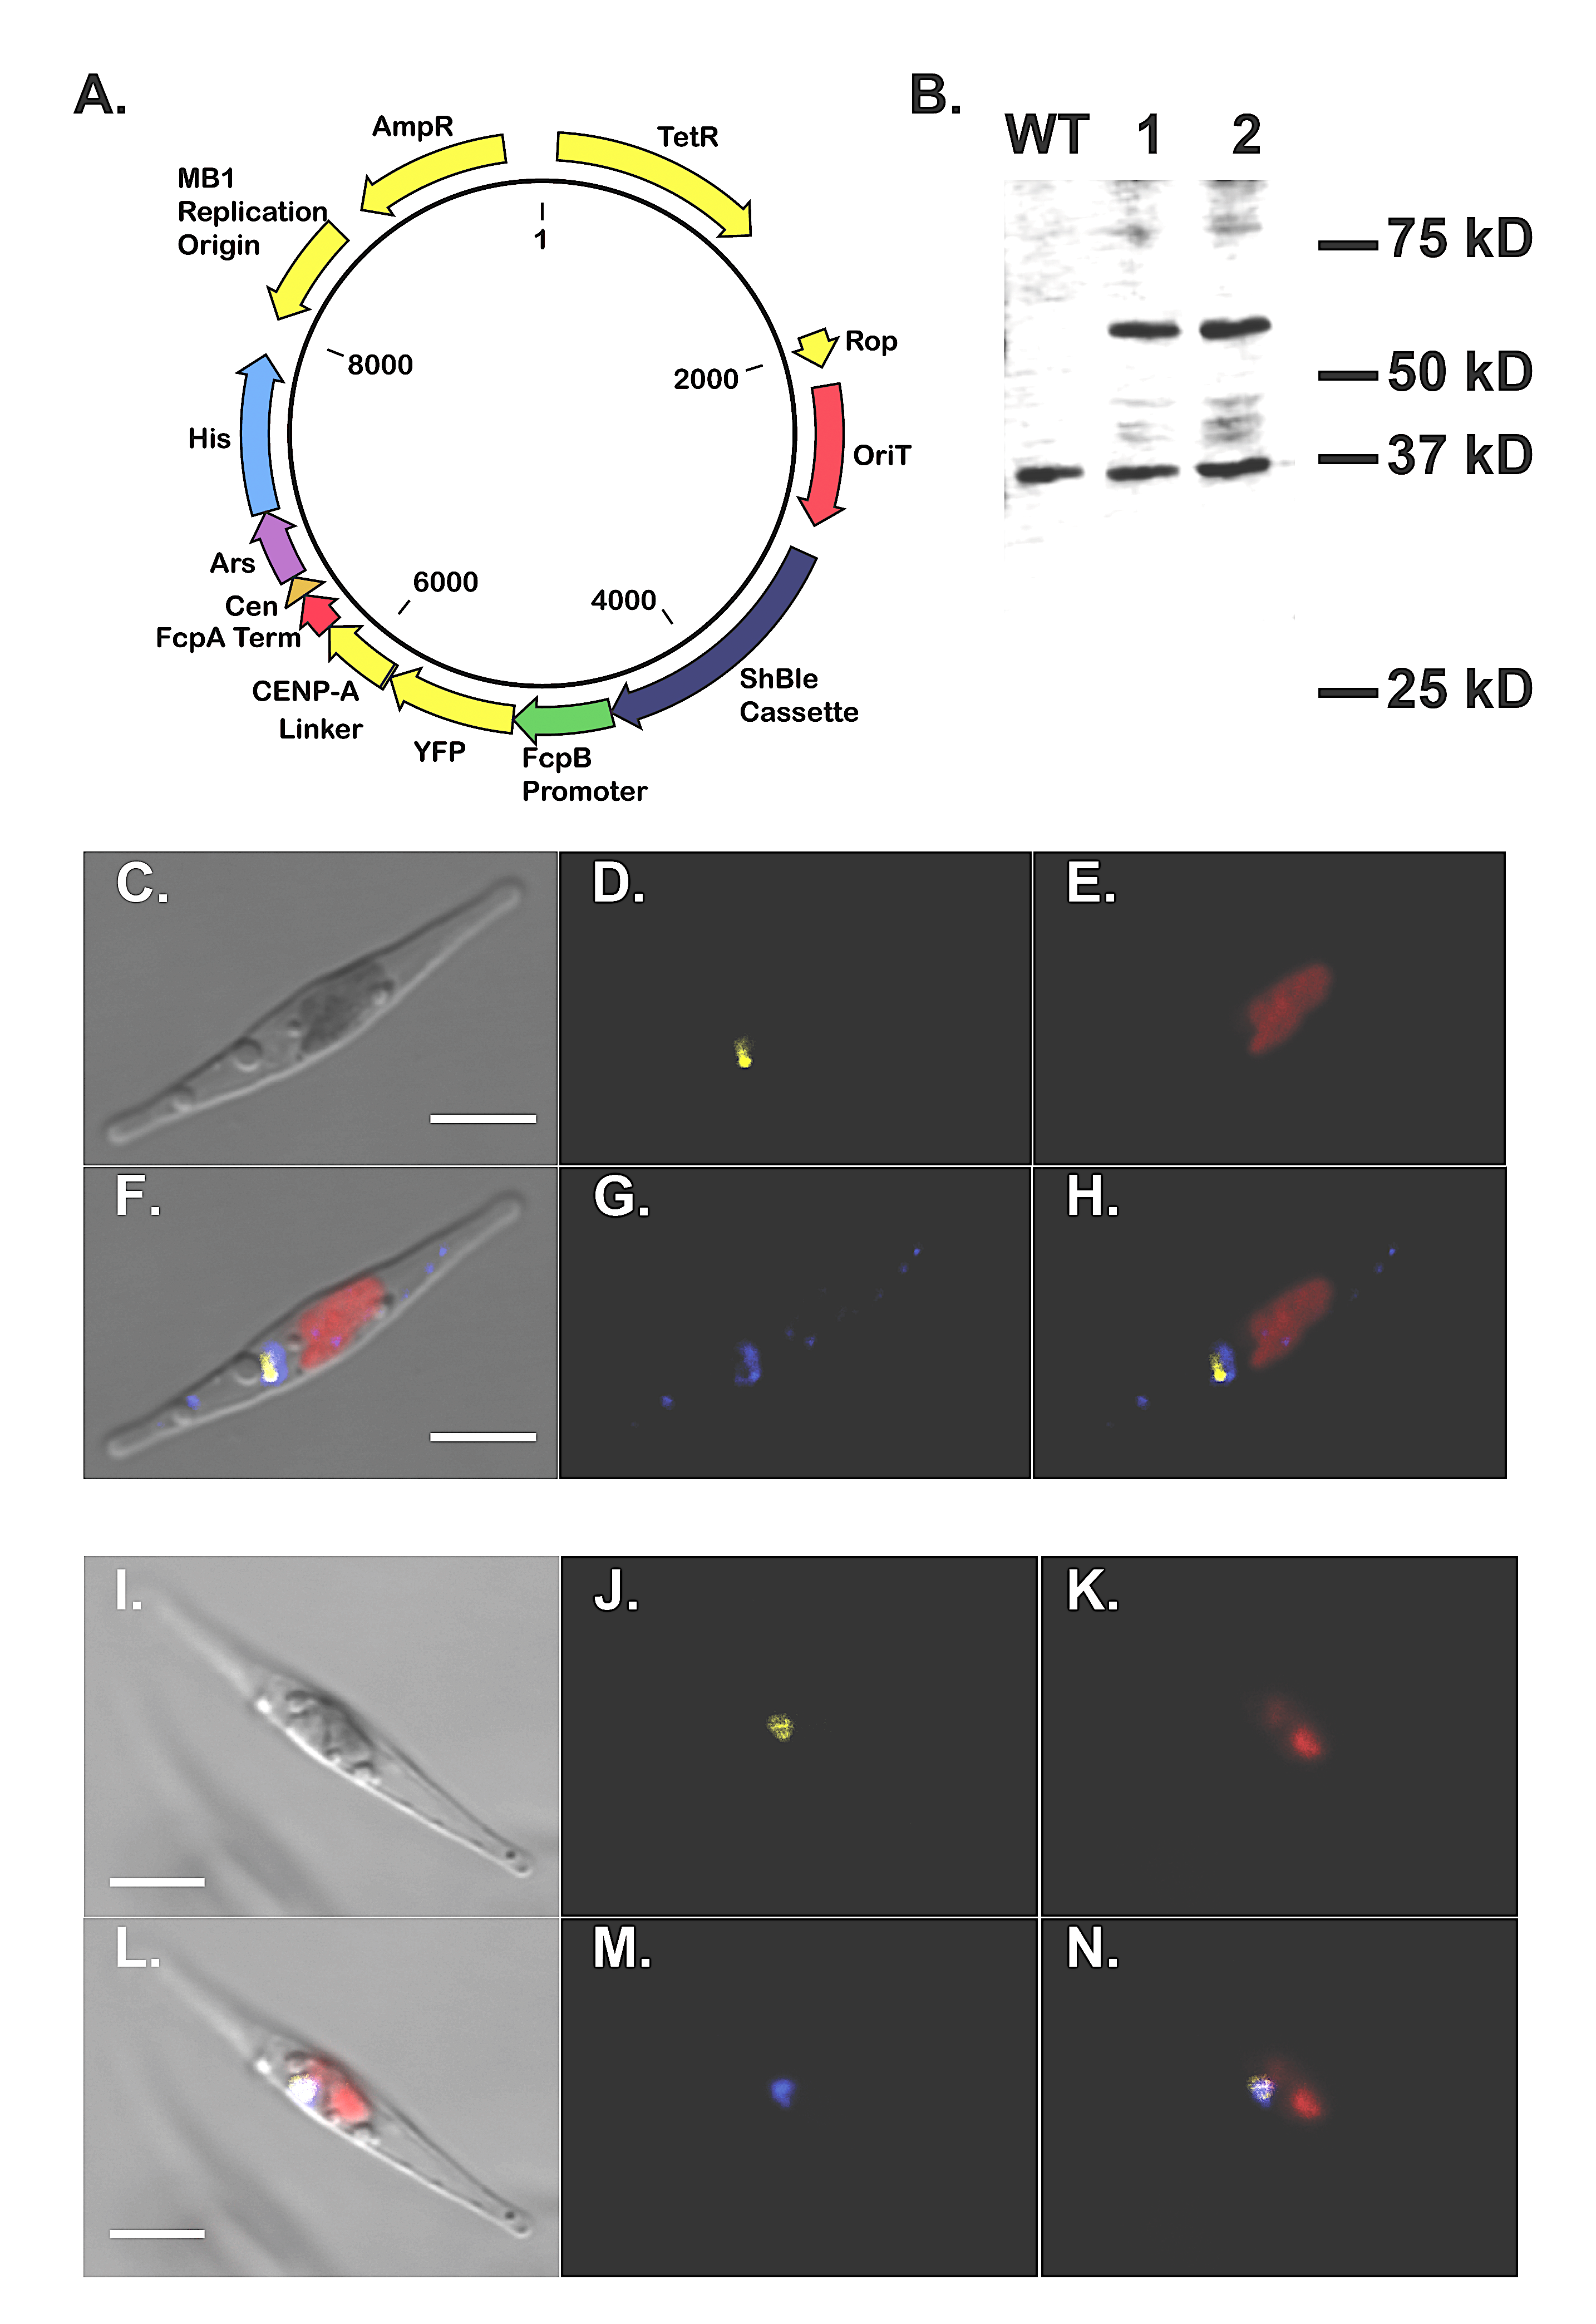 A.
AmpR
TetR
MB1
Replication
Origin
1
Rop
2000
8000
OriT
His
Ars
6000
4000
Cen
FcpA Term
CENP-A
Linker
YFP
FcpB
Promoter
ShBle
Cassette
B.
WT 1 2
75 kD
50 kD
37 kD
25 kD
C.
D.
E.
F.
G.
H.
I.
J.
K.
L.
M.
N.